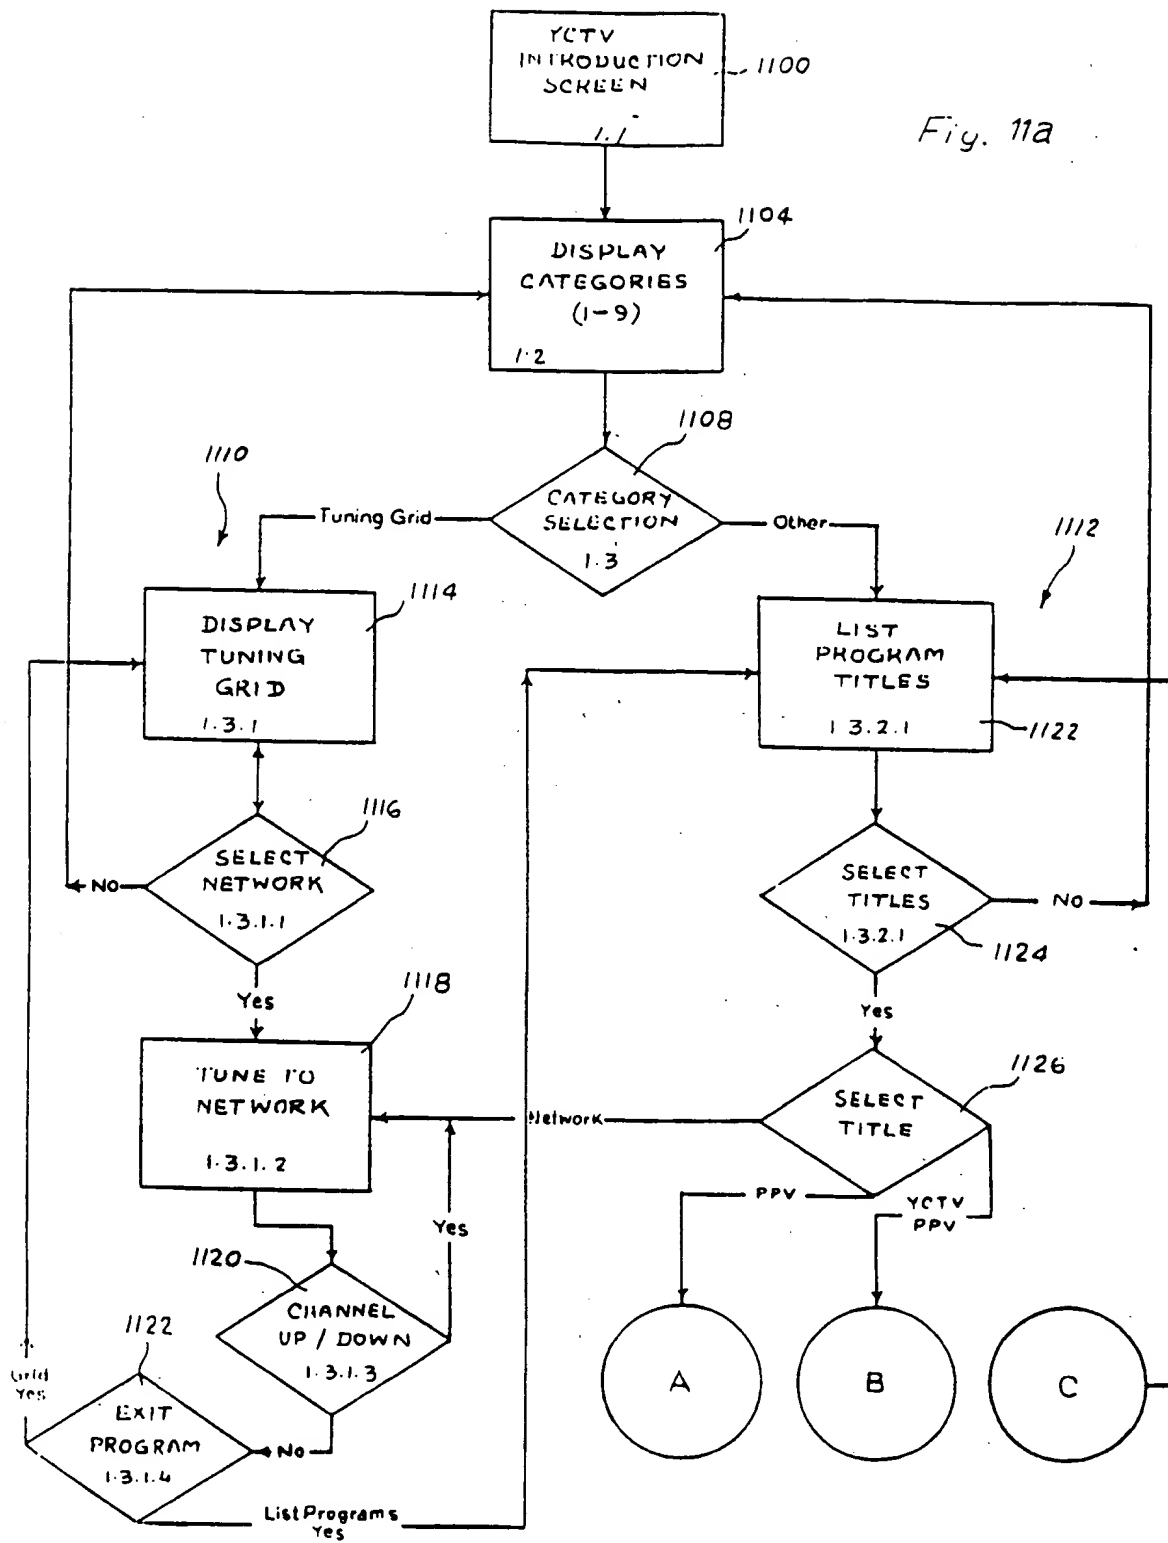 YCTV
INTRODUCTION
SCREEN
1.1
1100
Fig. 11a
1104
DISPLAY
CATEGORIES
(1-9)
1.2
1108
1110
CATEGORY
SELECTION
1.3
Tuning Grid
Other
1112
1114
DISPLAY
TUNING
GRID
1.3.1
LIST
PROGRAM
TITLES
1.3.2.1
1122
1116
SELECT
NETWORK
1.3.1.1
No
SELECT
TITLES
1.3.2.1
No
1124
Yes
Yes
1118
TUNE TO
NETWORK
1.3.1.2
Network
1126
SELECT
TITLE
PPV
YCTV
PPV
Yes
1120
CHANNEL
UP / DOWN
1.3.1.3
1122
Grid
Yes
EXIT
PROGRAM
1.3.1.4
No
A
B
C
List Programs
Yes